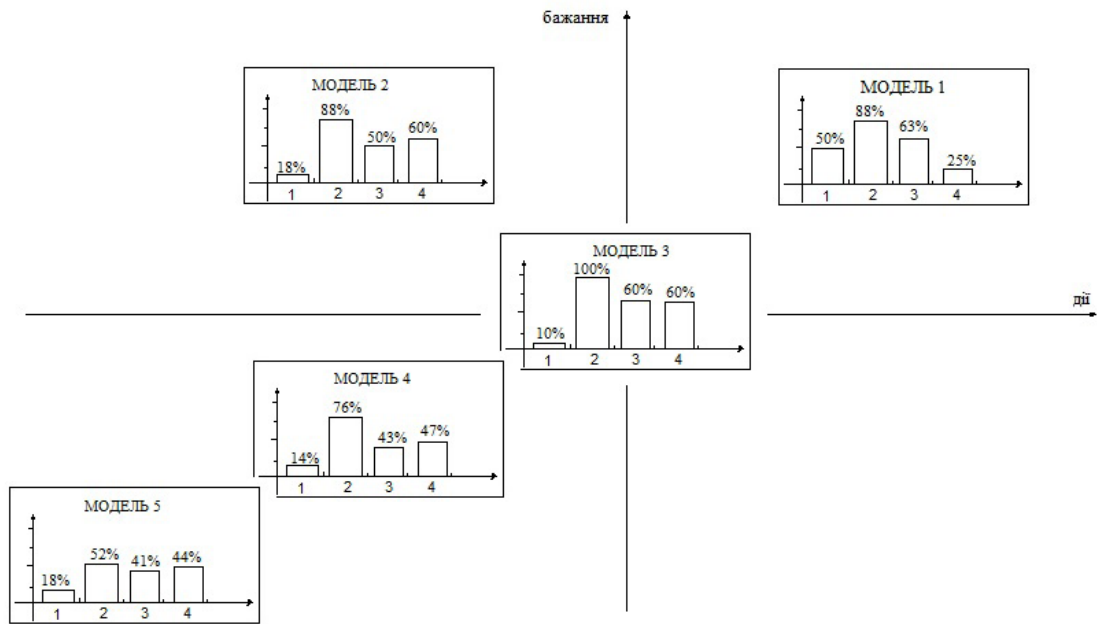 бажання
МОДЕЛЬ 2
88%
60%
50%
18%
1 2 3 4
МОДЕЛЬ 1
88%
63%
50%
25%
1 2 3 4
МОДЕЛЬ 3
100%
60% 60%
10%
1 2 3 4
дії
МОДЕЛЬ 4
76%
43% 47%
14%
1 2 3 4
МОДЕЛЬ 5
52% 41% 44%
18%
1 2 3 4